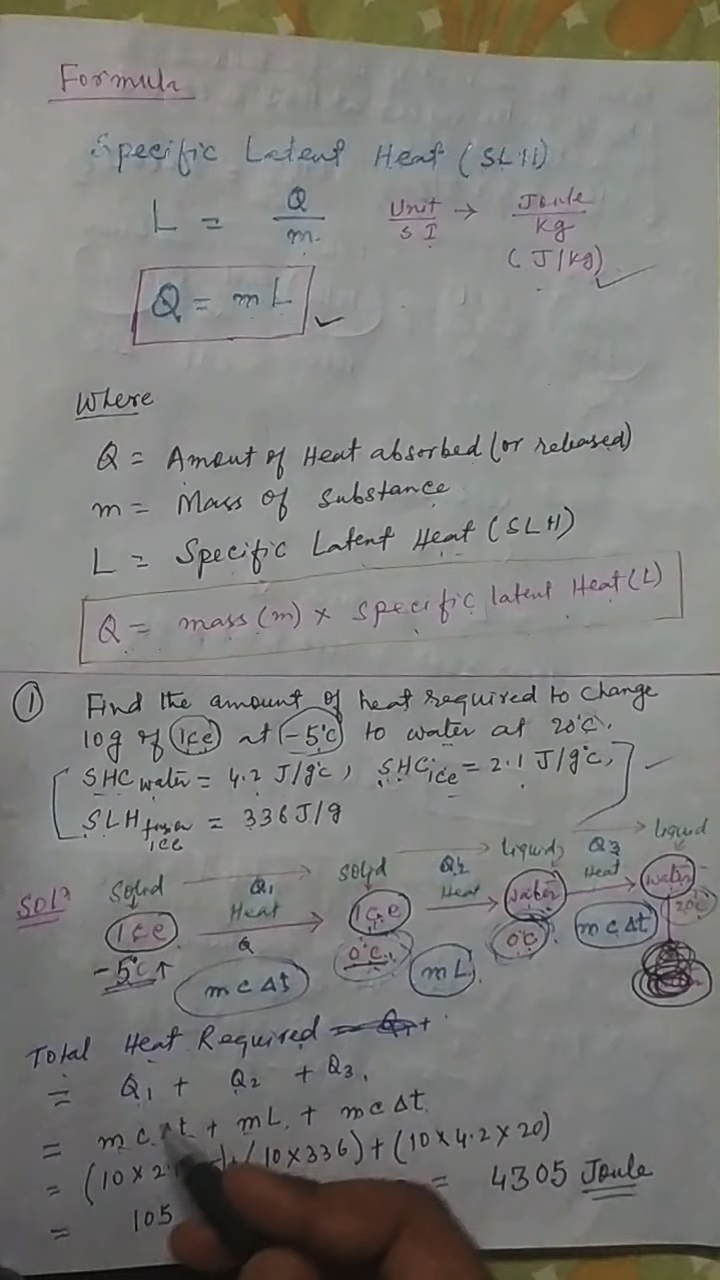 Formula
Specific Latent Heat (SLH)
L = Q/m Unit/SI → Joule/Kg
(J/Kg)
Q = mL
Where
Q = Amout of Heat absorbed (or released)
m = Mass of Substance
L = Specific Latent Heat (SLH)
Q = mass (m) × specific latent Heat (L)
① Find the amount of heat required to change
10g of Ice at -5°C to water at 20°C.
[SHC water = 4.2 J/g°C, SHC ice = 2.1 J/g°C,
SLH fusion ice = 336 J/g]
Solid Q1 solid Q2 liquid, Q3 liquid
SOLⁿ Ice Heat Ice Heat water Heat water
-5°C↑ Q 0°C 0°C 20°C
mcΔt mL mcΔt
Total Heat Required
= Q1 + Q2 + Q3.
= mcΔt + mL + mcΔt
= (10×2 (10×336) + (10×4.2×20)
= 105 = 4305 Joule